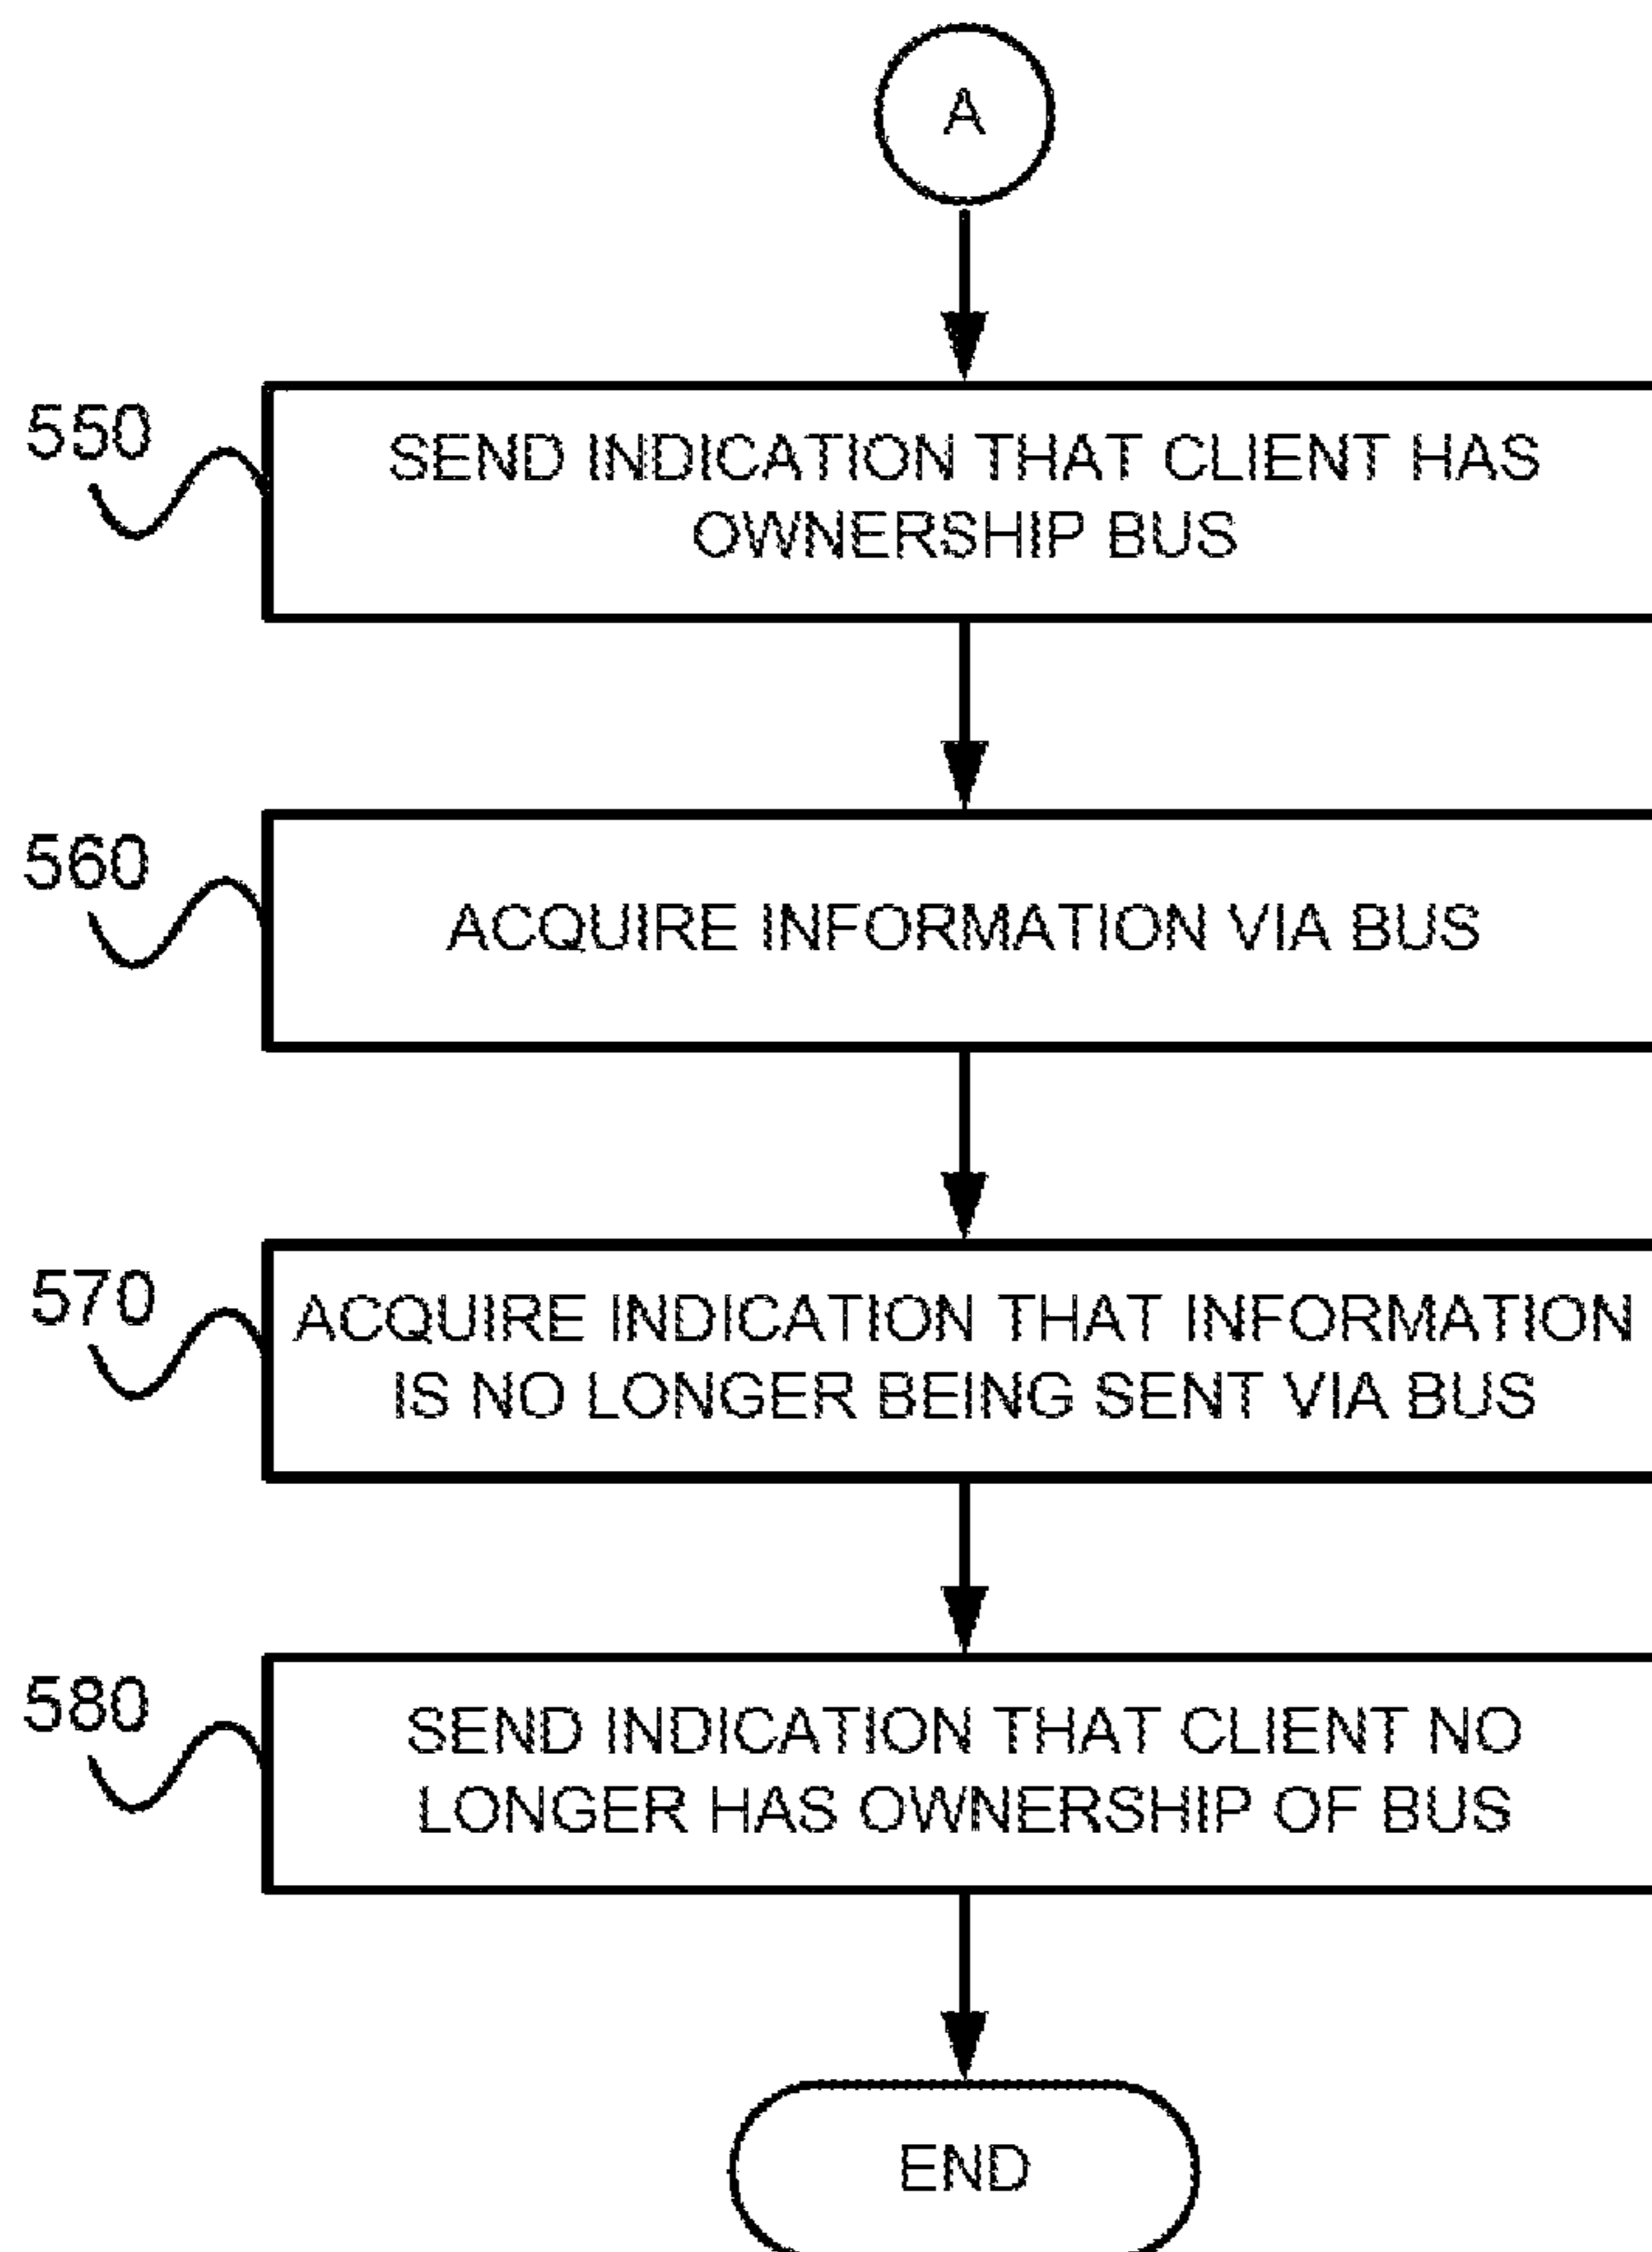 A
550
SEND INDICATION THAT CLIENT HAS
OWNERSHIP BUS
560
ACQUIRE INFORMATION VIA BUS
570
ACQUIRE INDICATION THAT INFORMATION
IS NO LONGER BEING SENT VIA BUS
580
SEND INDICATION THAT CLIENT NO
LONGER HAS OWNERSHIP OF BUS
END